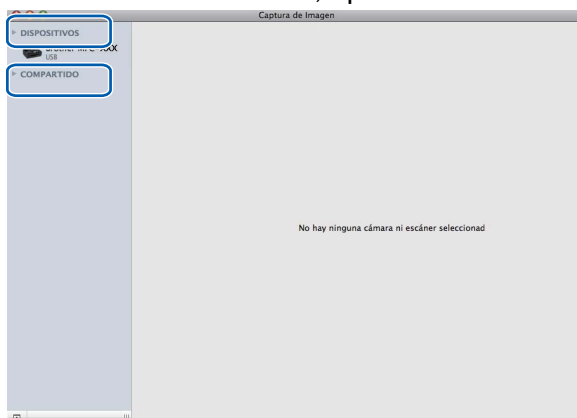 Captura de Imagen
DISPOSITIVOS
USB
COMPARTIDO
No hay ninguna cámara ni escáner seleccionad